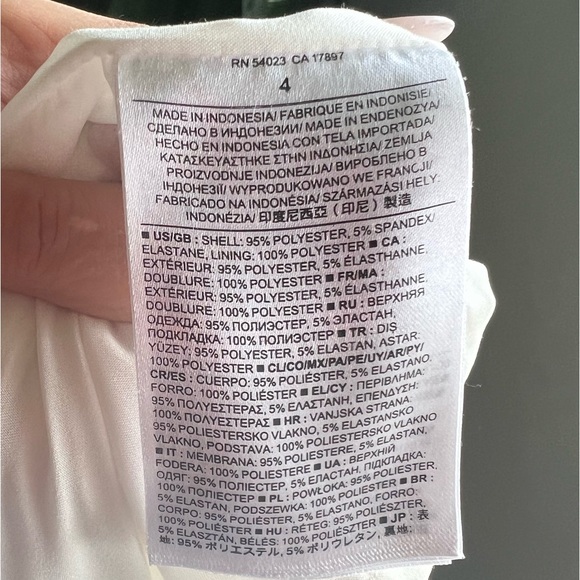 RN 54023 CA 17897
4
MADE IN INDONESIA/ FABRIQUE EN INDONISIE/
СДЕЛАНО В ИНДОНЕЗИИ/ MADE IN ENDENOZYA/
HECHO EN INDONESIA CON TELA IMPORTADA/
ΚΑΤΑΣΚΕΥΑΣΤΗΚΕ ΣΤΗΝ ΙΝΔΟΝΗΣΙΑ/ ZEMLJA
PROIZVODNJE INDONEZIJA/ ВИРОБЛЕНО В
ІНДОНЕЗІЇ/ WYPRODUKOWANO WE FRANCJI/
FABRICADO NA INDONÉSIA/ SZÁRMAZÁSI HELY:
INDONÉZIA/ 印度尼西亞 (印尼) 製造
■ US/GB : SHELL: 95% POLYESTER, 5% SPANDEX/
ELASTANE, LINING: 100% POLYESTER ■ CA :
EXTÉRIEUR: 95% POLYESTER, 5% ÉLASTHANNE,
DOUBLURE: 100% POLYESTER ■ FR/MA :
EXTÉRIEUR: 95% POLYESTER, 5% ÉLASTHANNE,
DOUBLURE: 100% POLYESTER ■ RU : ВЕРХНЯЯ
ОДЕЖДА: 95% ПОЛИЭСТЕР, 5% ЭЛАСТАН,
ПОДКЛАДКА: 100% ПОЛИЭСТЕР ■ TR : DIŞ
YÜZEY: 95% POLYESTER, 5% ELASTAN, ASTAR:
100% POLYESTER ■ CL/CO/MX/PA/PE/UY/AR/PY/
CR/ES : CUERPO: 95% POLIÉSTER, 5% ELASTANO,
FORRO: 100% POLIÉSTER ■ EL/CY : ΠΕΡΙΒΛΗΜΑ:
95% ΠΟΛΥΕΣΤΕΡΑΣ, 5% ΕΛΑΣΤΑΝΗ, ΕΠΕΝΔΥΣΗ:
100% ΠΟΛΥΕΣΤΕΡΑΣ ■ HR : VANJSKA STRANA:
95% POLIESTERSKO VLAKNO, 5% ELASTANSKO
VLAKNO, PODSTAVA: 100% POLIESTERSKO VLAKNO
■ IT : MEMBRANA: 95% POLIESTERE, 5% ELASTAN,
FODERA: 100% POLIESTERE ■ UA : ВЕРХНІЙ
ОДЯГ: 95% ПОЛІЕСТЕР, 5% ЕЛАСТАН, ПІДКЛАДКА:
100% ПОЛІЕСТЕР ■ PL : POWŁOKA: 95% POLIESTER,
5% ELASTAN, PODSZEWKA: 100% POLIESTER ■ BR :
CORPO: 95% POLIÉSTER, 5% ELASTANO, FORRO:
100% POLIÉSTER ■ HU : RÉTEG: 95% POLIÉSZTER,
5% ELASZTÁN, BÉLÉS: 100% POLIÉSZTER ■ JP : 表
地: 95% ポリエステル, 5% ポリウレタン, 裏地: